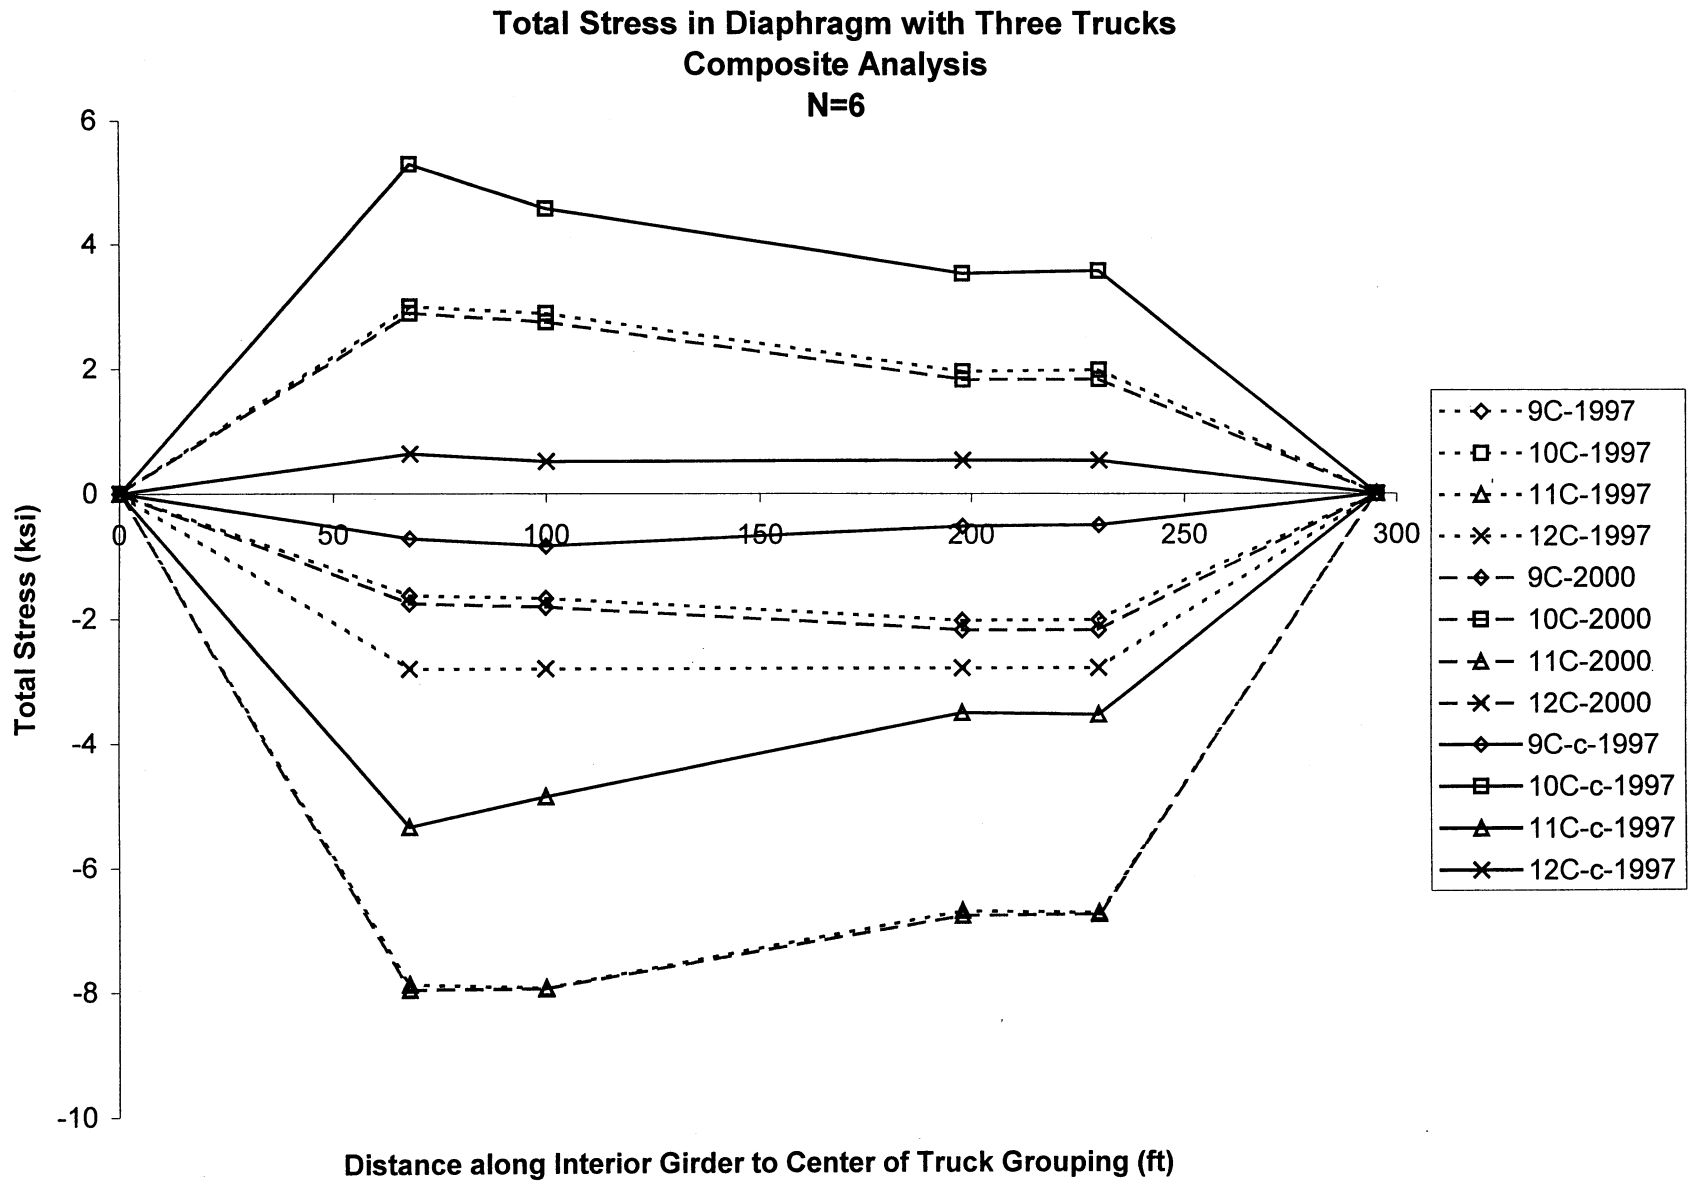 Total Stress in Diaphragm with Three Trucks
Composite Analysis
N=6
6
4
2
0
-2
-4
-6
-8
-10
0 50 100 150 200 250 300
Total Stress (ksi)
Distance along Interior Girder to Center of Truck Grouping (ft)
9C-1997
10C-1997
11C-1997
12C-1997
9C-2000
10C-2000
11C-2000
12C-2000
9C-c-1997
10C-c-1997
11C-c-1997
12C-c-1997